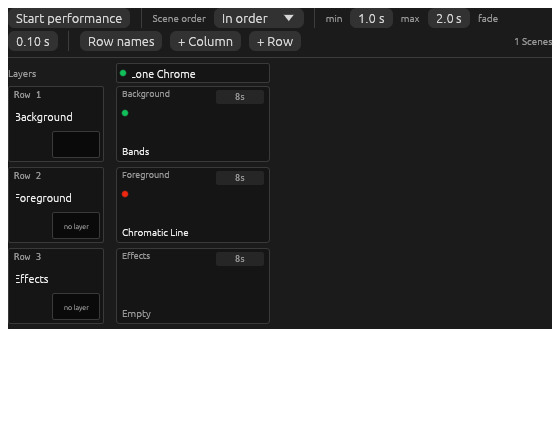 Start performance Scene order In order min 1.0 s max 2.0 s fade
0.10 s Row names + Column + Row 1 Scenes
Layers Lone Chrome
Row 1 Background 8s
Background
Bands
Row 2 Foreground 8s
Foreground
no layer
Chromatic Line
Row 3 Effects 8s
Effects
no layer
Empty